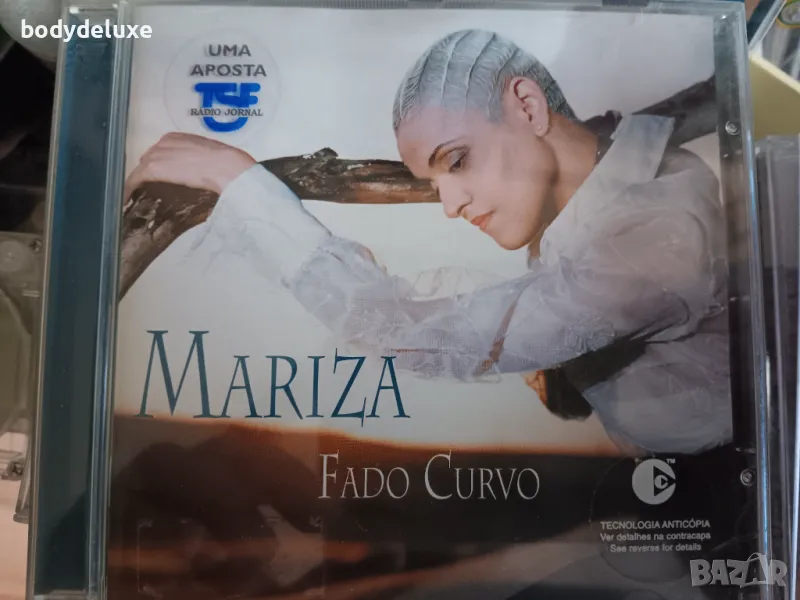 bodydeluxe
UMA
APOSTA
TSF
RADIO JORNAL
MARIZA
FADO CURVO
TM
TECNOLOGIA ANTICÓPIA
Ver detalhes na contracapa
See reverse for details
BAZAR